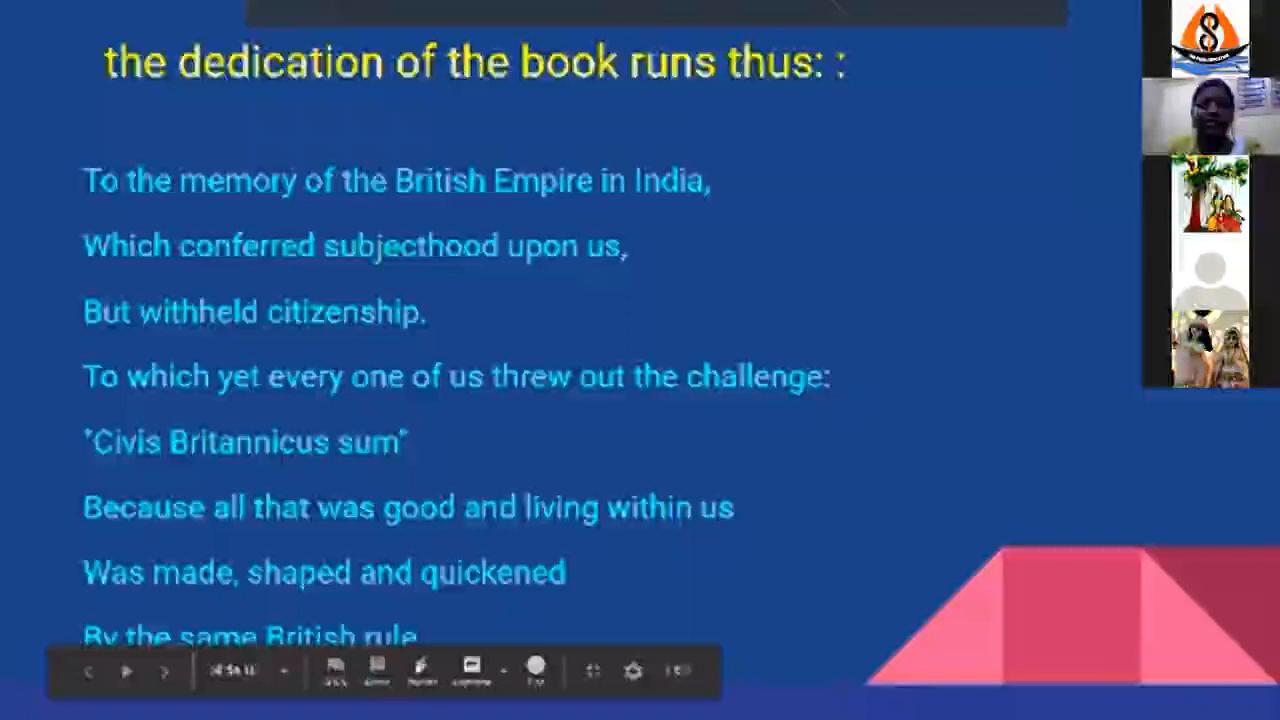 the dedication of the book runs thus: :
To the memory of the British Empire in India,
Which conferred subjecthood upon us,
But withheld citizenship.
To which yet every one of us threw out the challenge:
"Civis Britannicus sum"
Because all that was good and living within us
Was made, shaped and quickened
By the same British rule